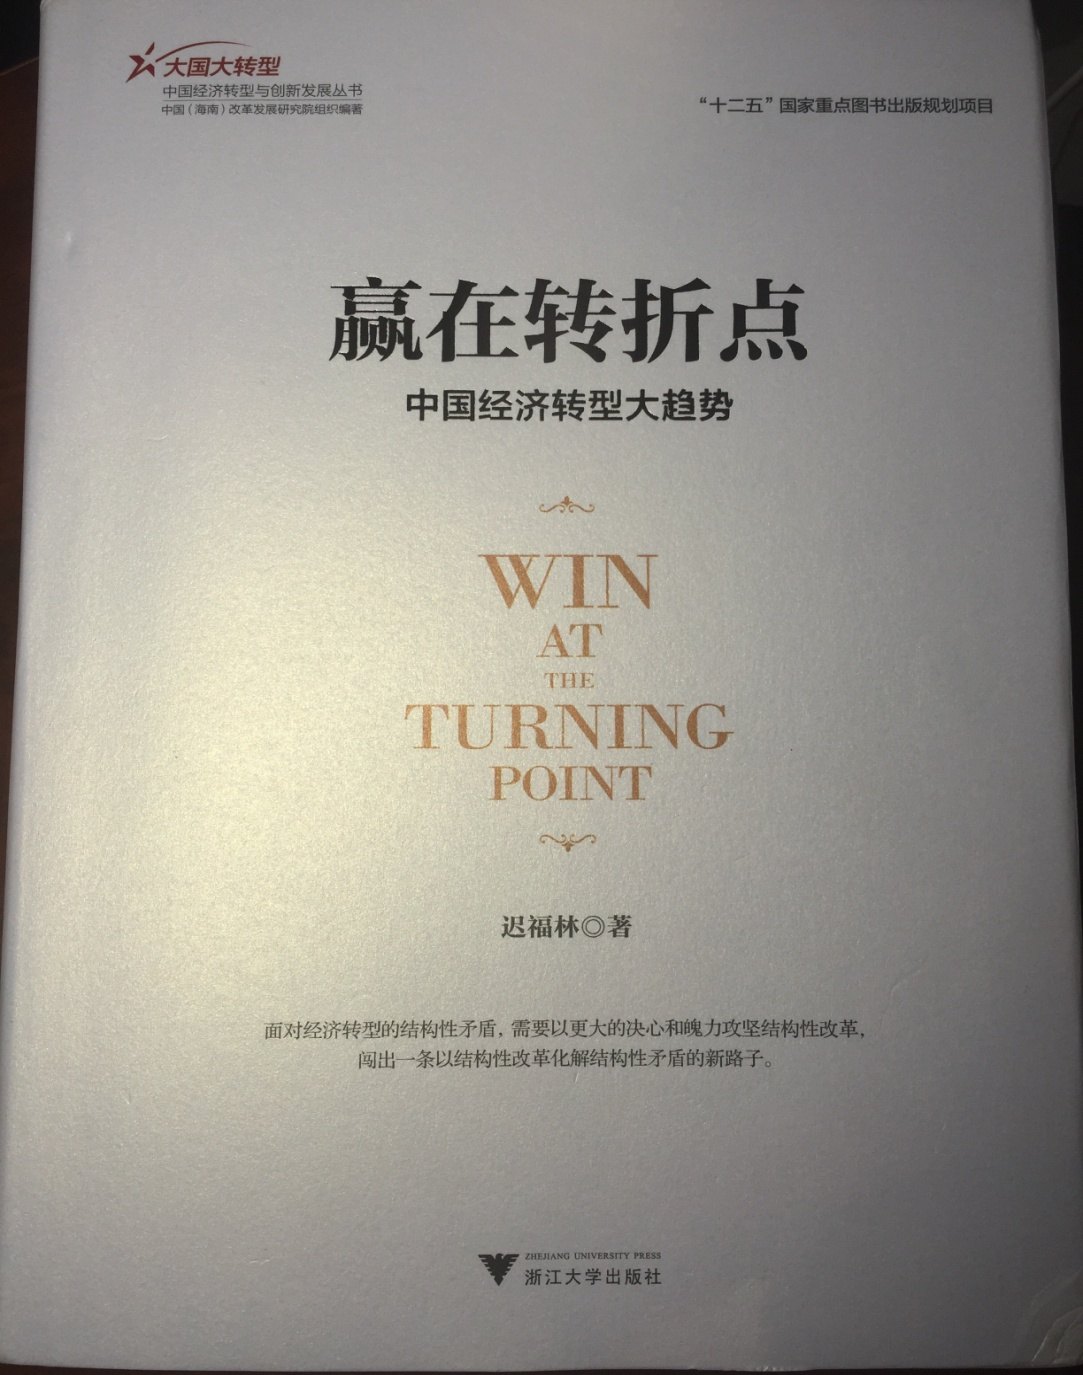 大国大转型
中国经济转型与创新发展丛书
中国（海南）改革发展研究院组织编著
“十二五”国家重点图书出版规划项目
赢在转折点
中国经济转型大趋势
WIN
AT
THE
TURNING
POINT
迟福林◎著
面对经济转型的结构性矛盾，需要以更大的决心和魄力攻坚结构性改革，
闯出一条以结构性改革化解结构性矛盾的新路子。
ZHEJIANG UNIVERSITY PRESS
浙江大学出版社